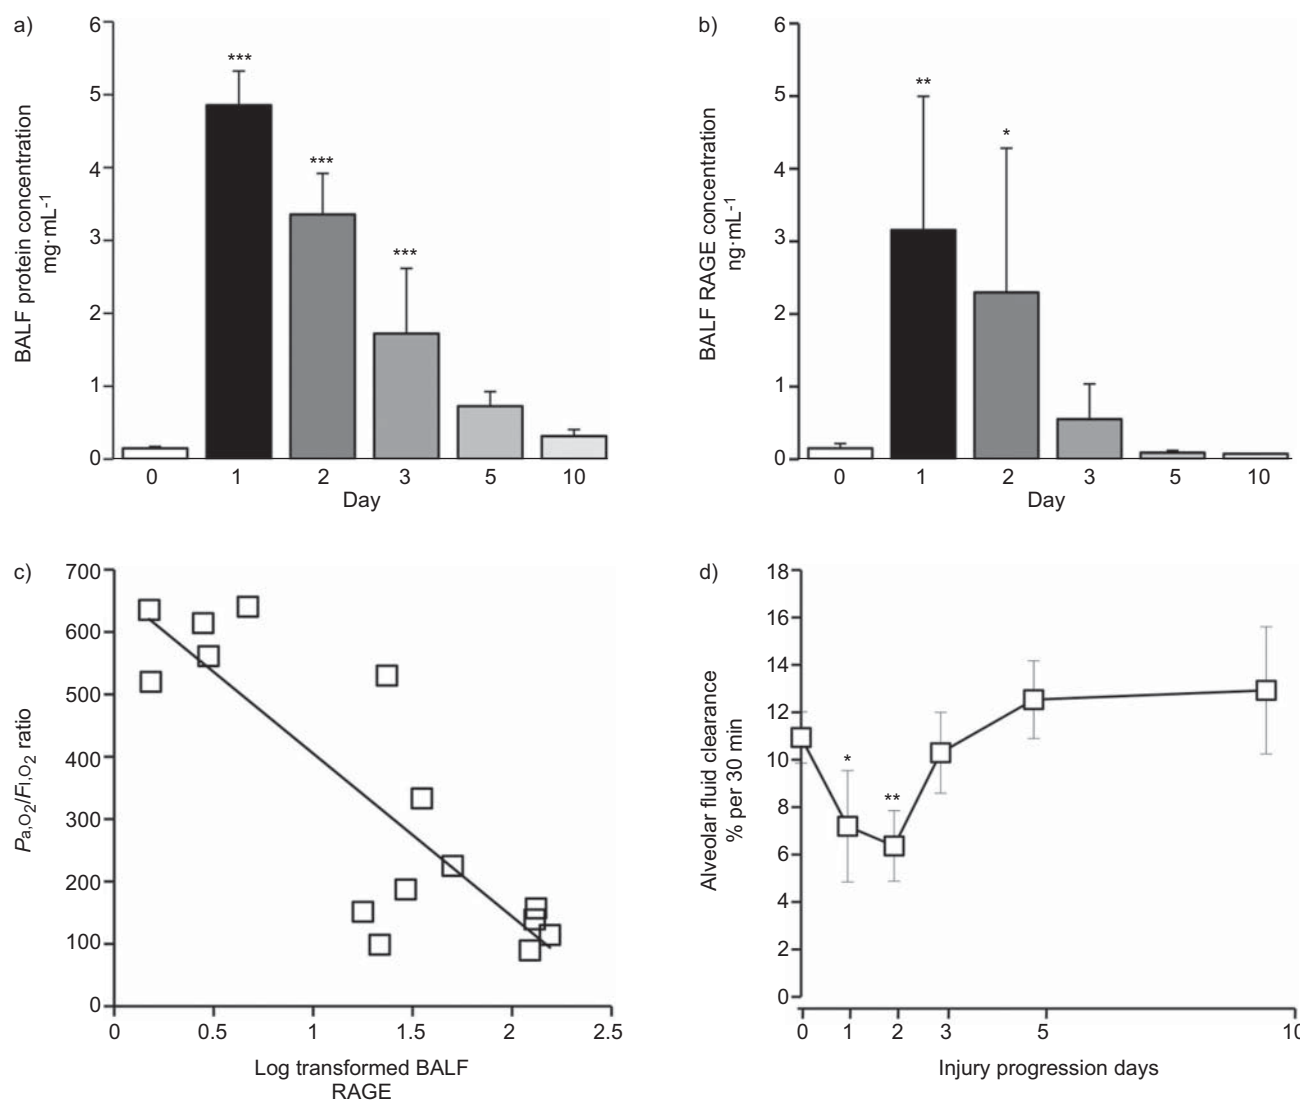 a)
BALF protein concentration
mg·mL-1
6
5
4
3
2
1
0
***
***
***
0 1 2 3 5 10
Day
b)
BALF RAGE concentration
ng·mL-1
6
5
4
3
2
1
0
**
*
0 1 2 3 5 10
Day
c)
Pa,O2/FI,O2 ratio
700
600
500
400
300
200
100
0
0 0.5 1 1.5 2 2.5
Log transformed BALF
RAGE
d)
Alveolar fluid clearance
% per 30 min
18
16
14
12
10
8
6
4
2
0
*
**
0 1 2 3 5 10
Injury progression days